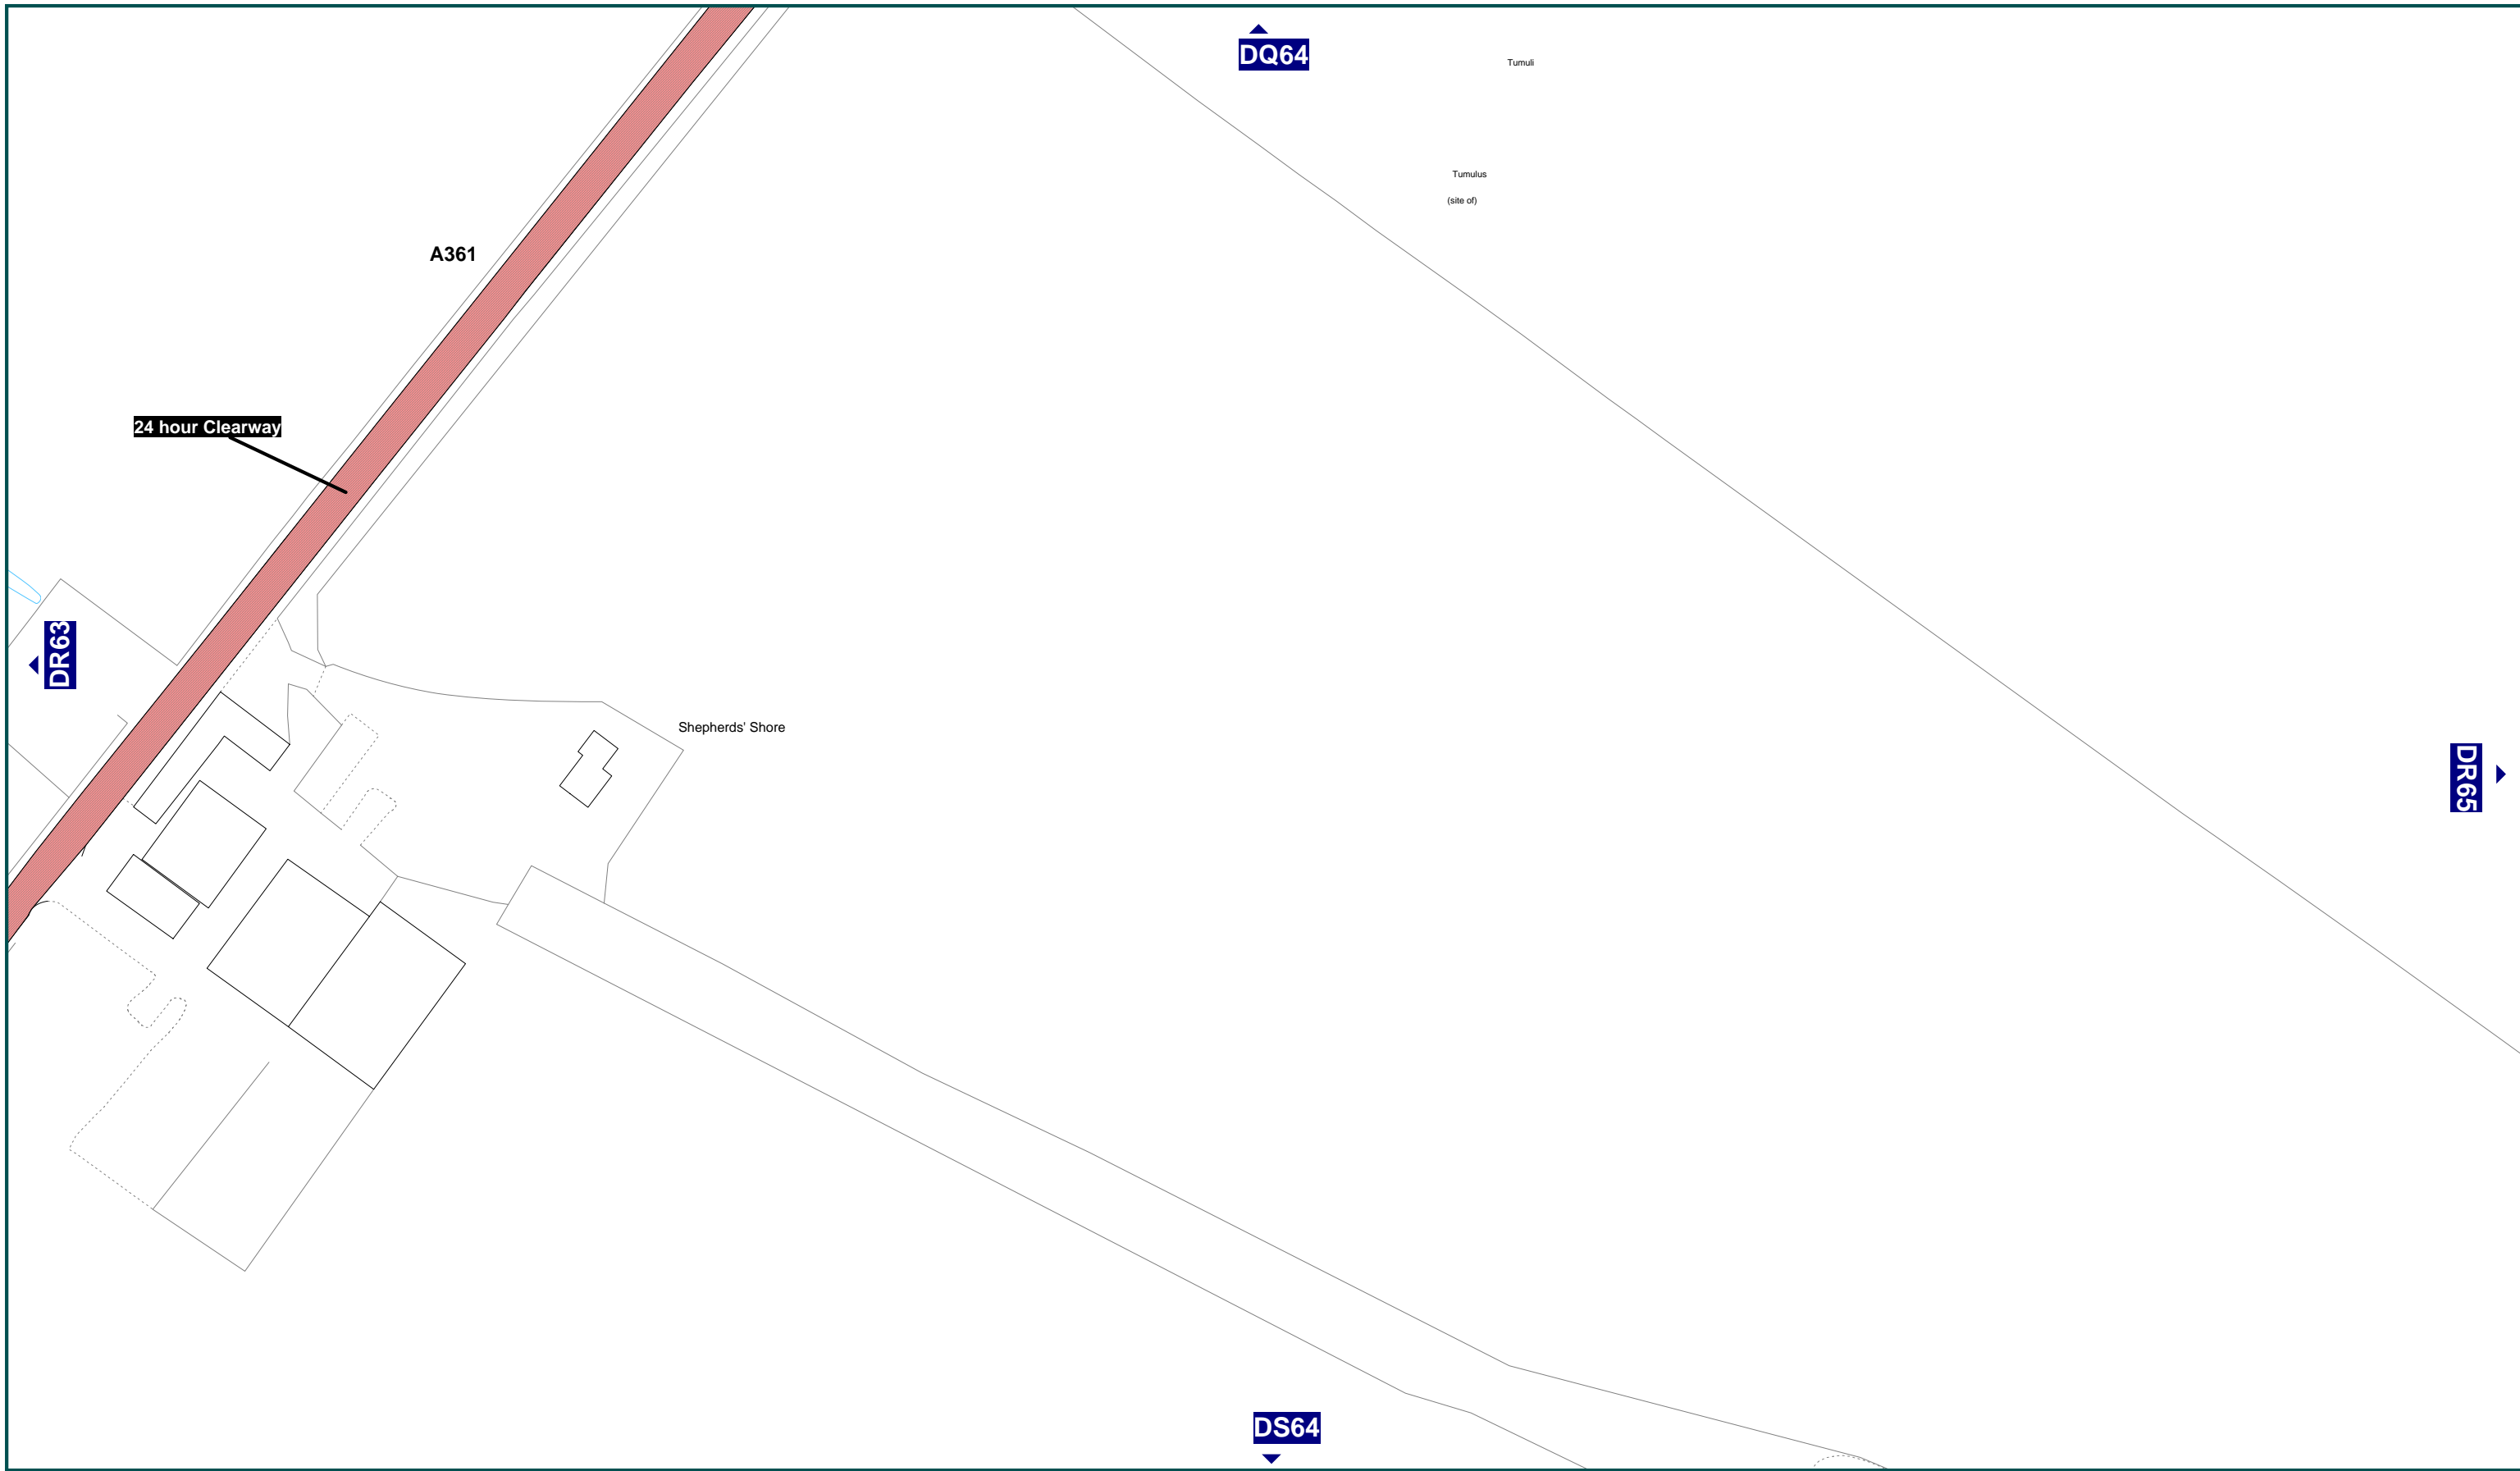 DQ64
Tumuli
Tumulus
(site of)
A361
24 hour Clearway
DR63
Shepherds' Shore
DR65
DS64